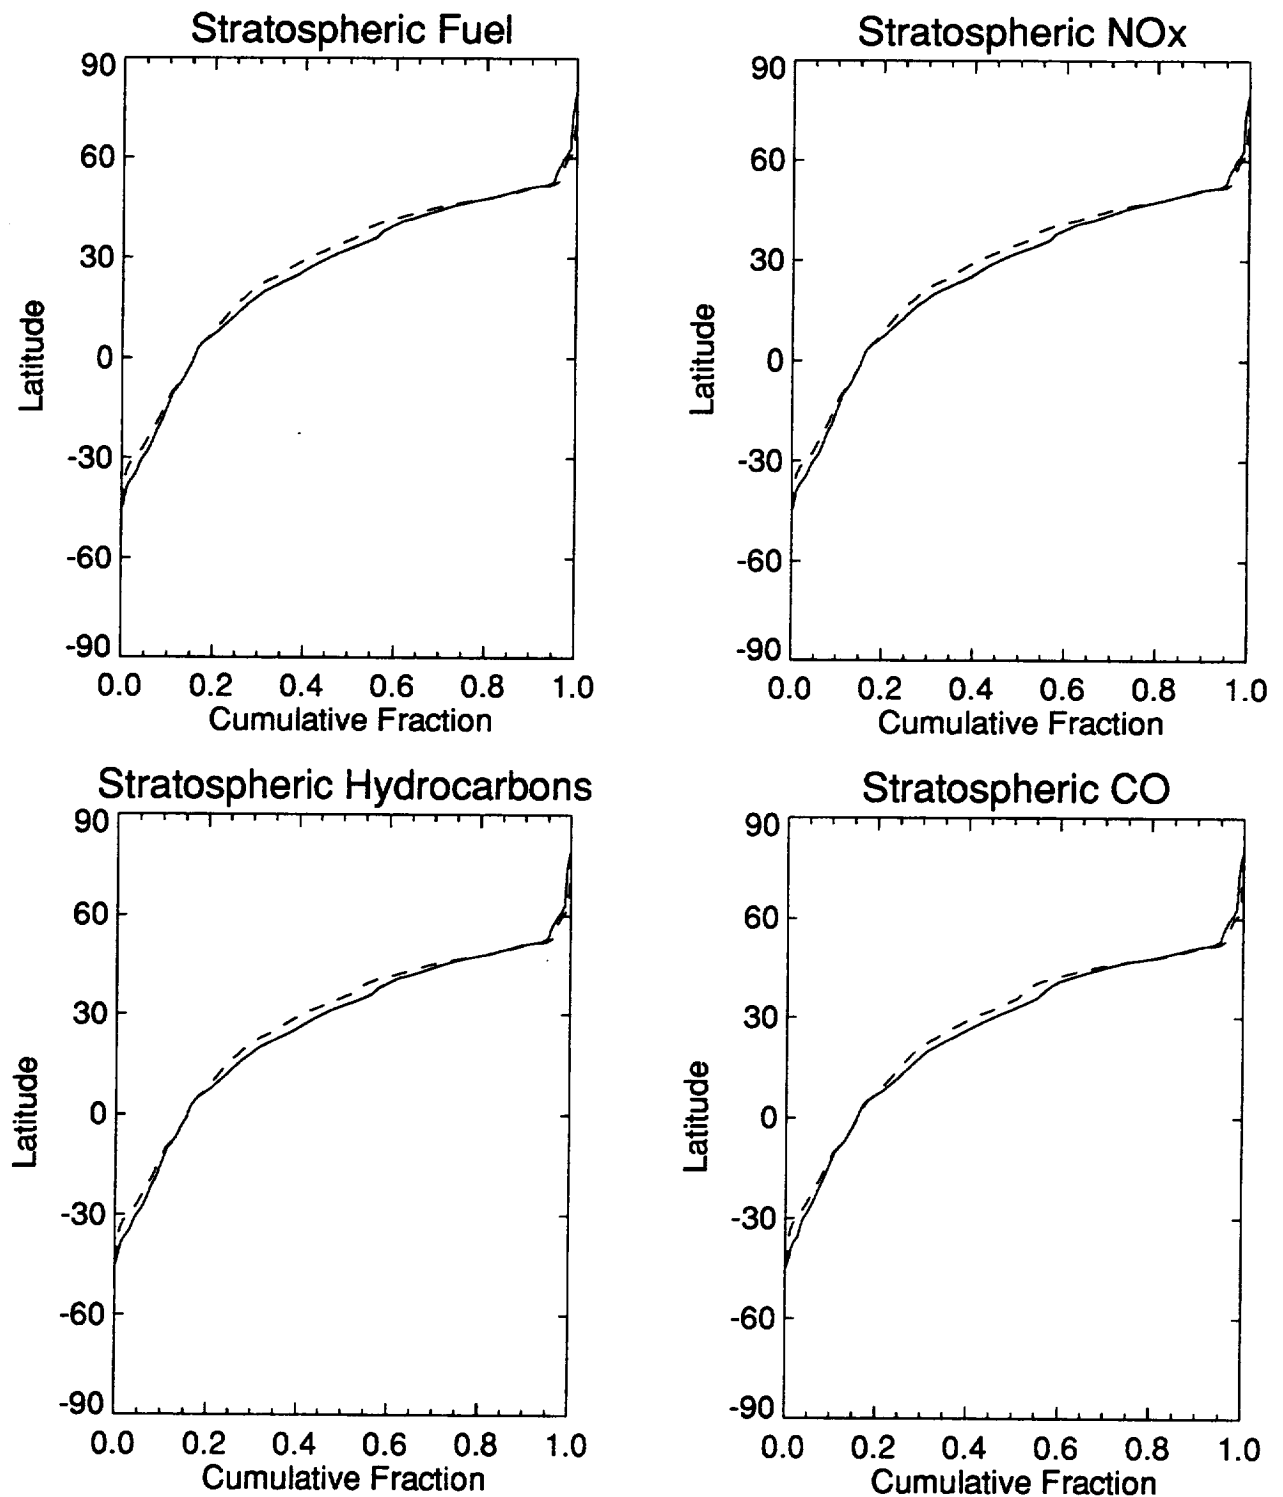 Stratospheric Fuel
90
60
30
0
-30
-60
-90
Latitude
0.0 0.2 0.4 0.6 0.8 1.0
Cumulative Fraction
Stratospheric NOx
90
60
30
0
-30
-60
-90
Latitude
0.0 0.2 0.4 0.6 0.8 1.0
Cumulative Fraction
Stratospheric Hydrocarbons
90
60
30
0
-30
-60
-90
Latitude
0.0 0.2 0.4 0.6 0.8 1.0
Cumulative Fraction
Stratospheric CO
90
60
30
0
-30
-60
-90
Latitude
0.0 0.2 0.4 0.6 0.8 1.0
Cumulative Fraction